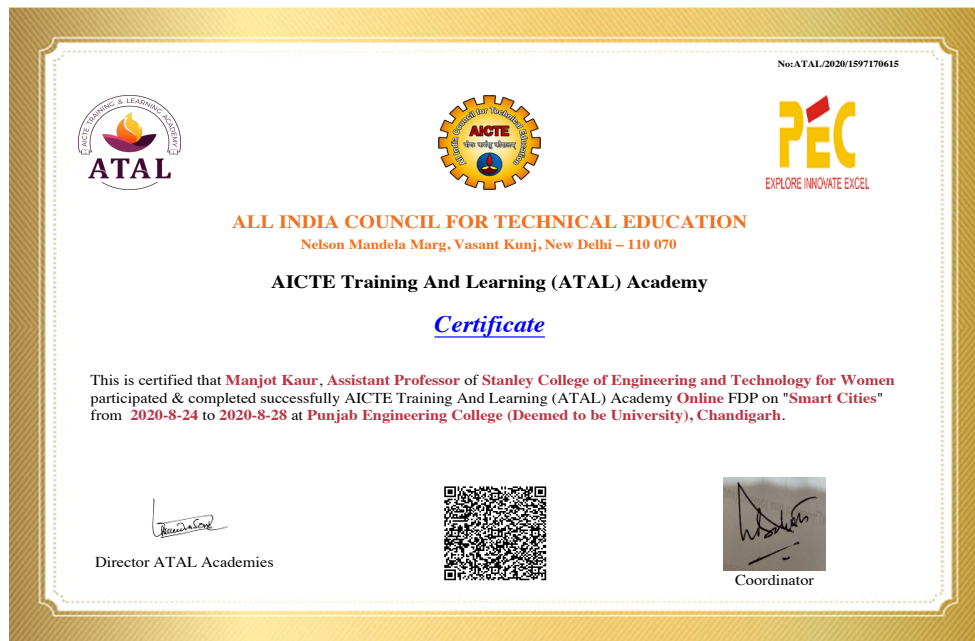 No:ATAL/2020/1597170615
AICTE TRAINING & LEARNING ACADEMY
ATAL
All India Council for Technical Education
AICTE
PEC
EXPLORE INNOVATE EXCEL
ALL INDIA COUNCIL FOR TECHNICAL EDUCATION
Nelson Mandela Marg, Vasant Kunj, New Delhi – 110 070
AICTE Training And Learning (ATAL) Academy
Certificate
This is certified that Manjot Kaur, Assistant Professor of Stanley College of Engineering and Technology for Women
participated & completed successfully AICTE Training And Learning (ATAL) Academy Online FDP on "Smart Cities"
from 2020-8-24 to 2020-8-28 at Punjab Engineering College (Deemed to be University), Chandigarh.
Director ATAL Academies
Coordinator